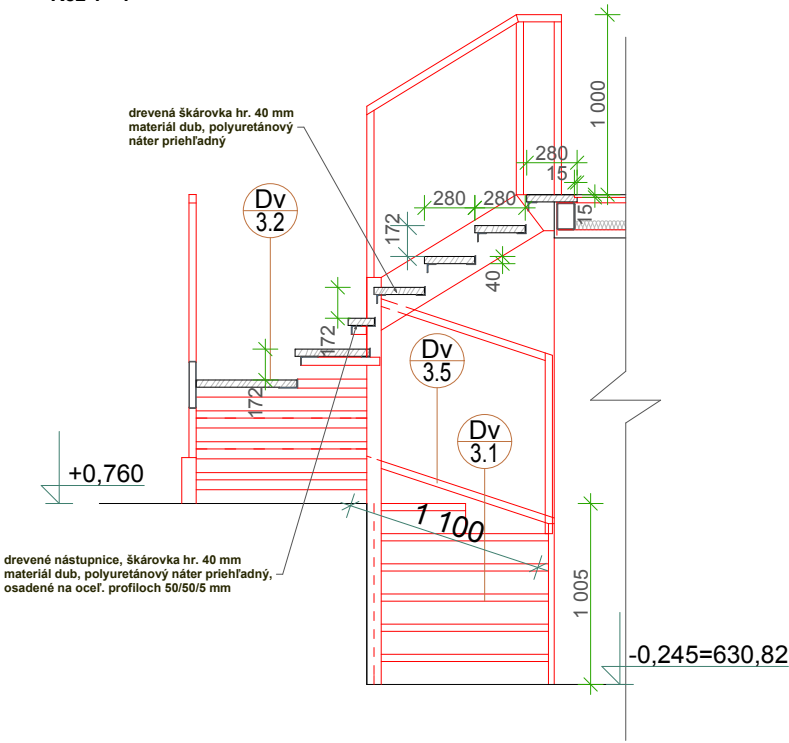 drevená škárovka hr. 40 mm
materiál dub, polyuretánový
náter priehľadný
1 000
280
15
15
280
280
172
40
Dv
3.2
172
172
Dv
3.5
Dv
3.1
+0,760
1 100
drevené nástupnice, škárovka hr. 40 mm
materiál dub, polyuretánový náter priehľadný,
osadené na oceľ. profiloch 50/50/5 mm
1 005
-0,245=630,82